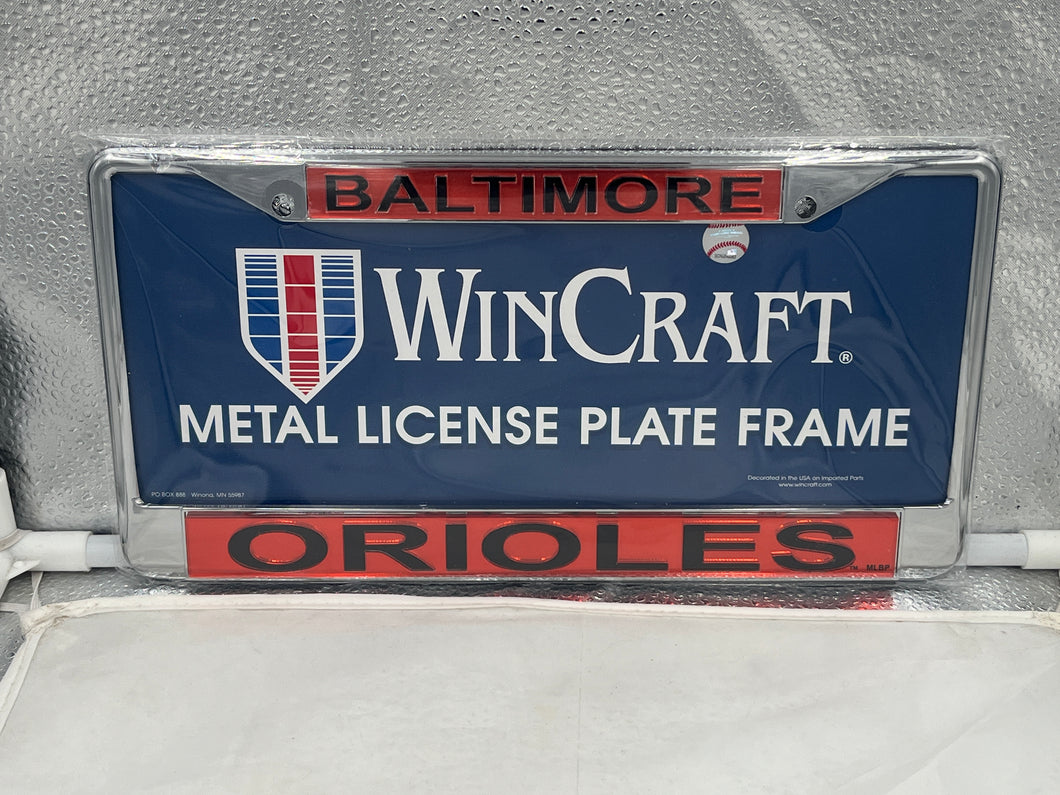 BALTIMORE
WINCRAFT®
METAL LICENSE PLATE FRAME
Decorated in the USA on Imported Parts
www.wincraft.com
PO BOX 888 Winona, MN 55987
ORIOLES
™ MLBP